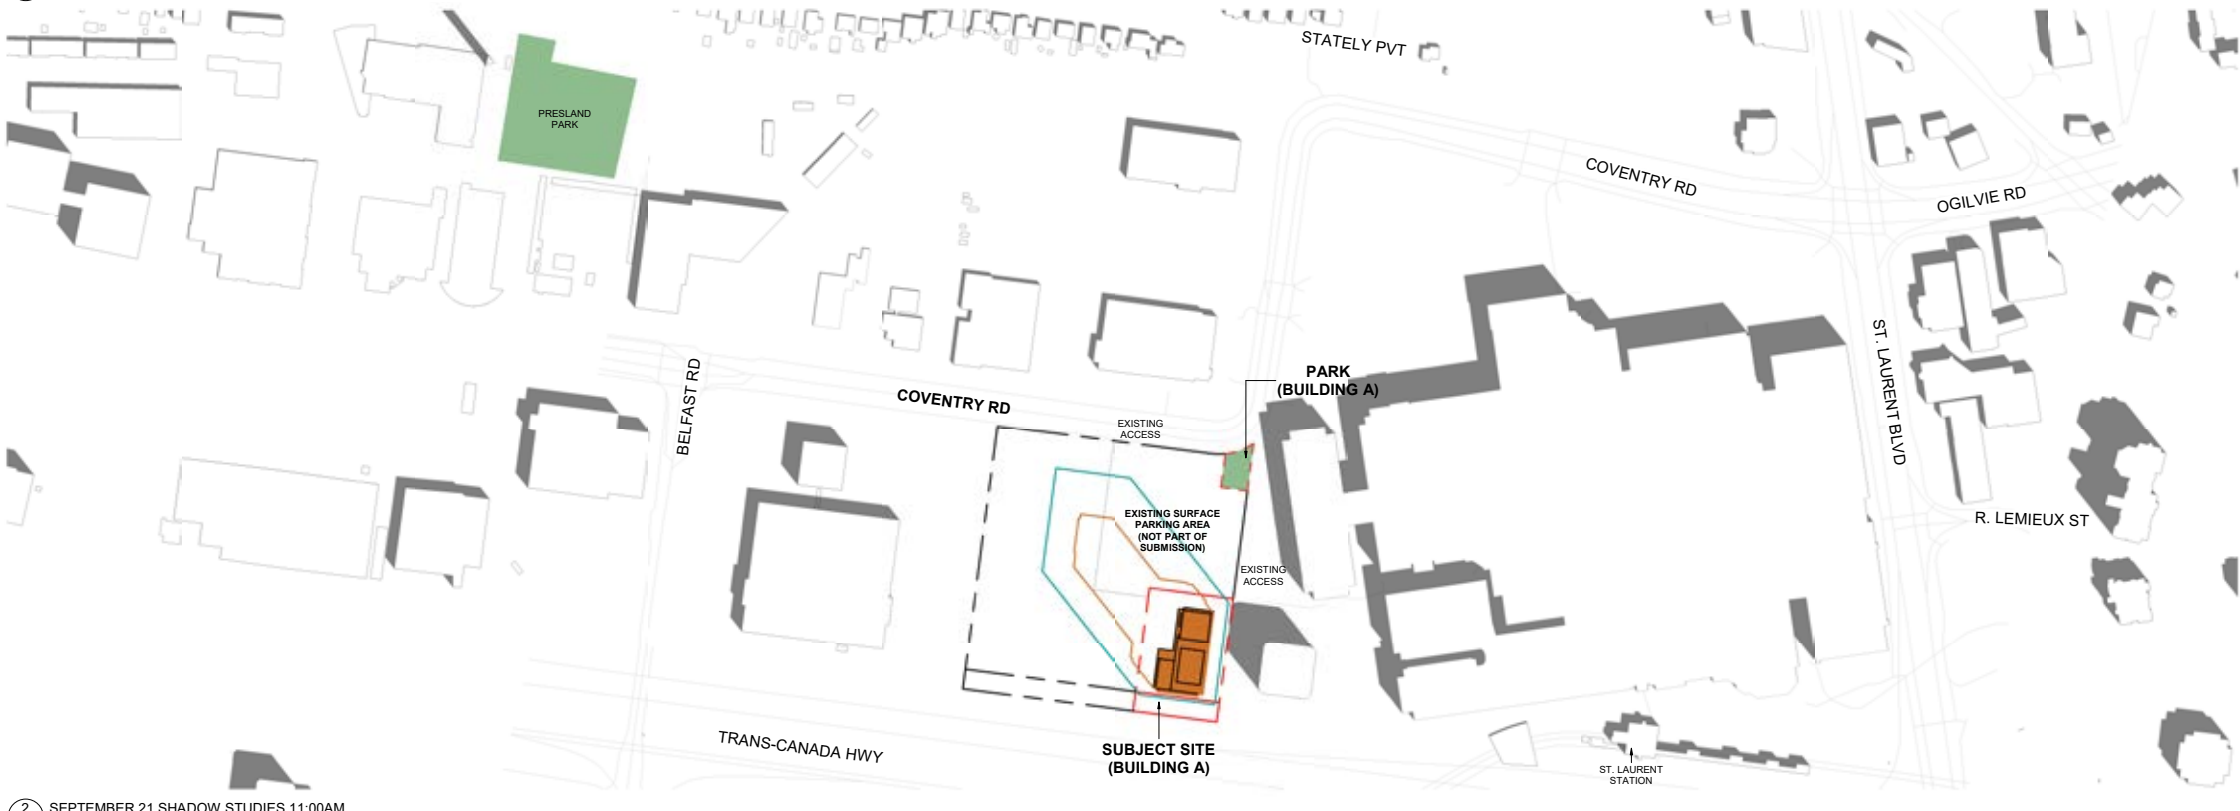 STATELY PVT
PRESLAND
PARK
COVENTRY RD
OGILVIE RD
ST. LAURENT BLVD
BELFAST RD
PARK
(BUILDING A)
COVENTRY RD
EXISTING
ACCESS
EXISTING SURFACE
PARKING AREA
(NOT PART OF
SUBMISSION)
R. LEMIEUX ST
EXISTING
ACCESS
TRANS-CANADA HWY
SUBJECT SITE
(BUILDING A)
ST. LAURENT
STATION
2 SEPTEMBER 21 SHADOW STUDIES 11:00AM